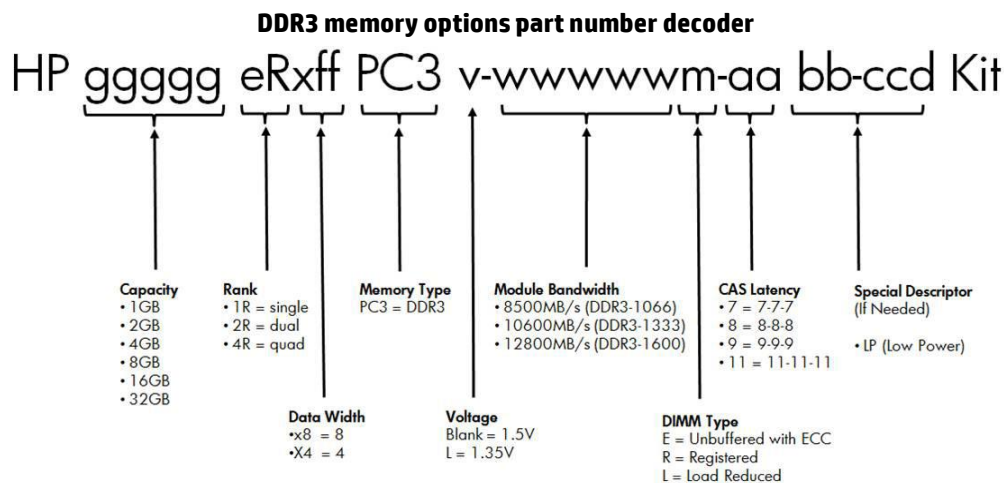 DDR3 memory options part number decoder
HP ggggg eRxff PC3 v-wwwwwm-aa bb-ccd Kit
Capacity
• 1GB
• 2GB
• 4GB
• 8GB
• 16GB
• 32GB
Rank
• 1R = single
• 2R = dual
• 4R = quad
Memory Type
PC3 = DDR3
Module Bandwidth
• 8500MB/s (DDR3-1066)
• 10600MB/s (DDR3-1333)
• 12800MB/s (DDR3-1600)
CAS Latency
• 7 = 7-7-7
• 8 = 8-8-8
• 9 = 9-9-9
• 11 = 11-11-11
Special Descriptor
(If Needed)
• LP (Low Power)
Data Width
•x8 = 8
•X4 = 4
Voltage
Blank = 1.5V
L = 1.35V
DIMM Type
E = Unbuffered with ECC
R = Registered
L = Load Reduced